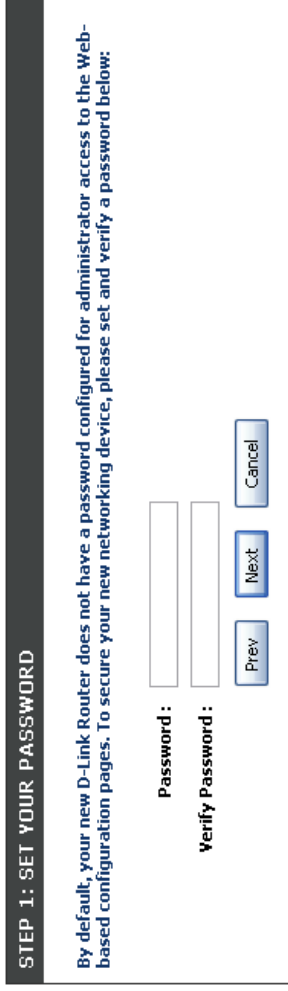 STEP 1: SET YOUR PASSWORD
By default, your new D-Link Router does not have a password configured for administrator access to the Web-
based configuration pages. To secure your new networking device, please set and verify a password below:
Password :
Verify Password :
Prev Next Cancel